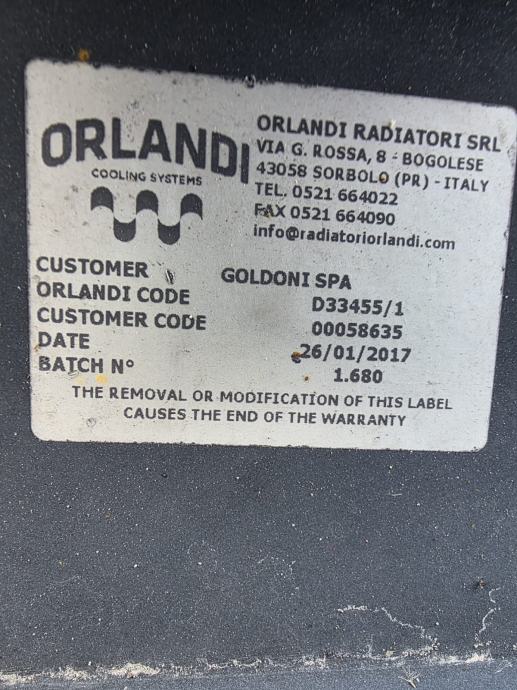 ORLANDI
COOLING SYSTEMS
ORLANDI RADIATORI SRL
VIA G. ROSSA, 8 - BOGOLESE
43058 SORBOLO (PR) - ITALY
TEL. 0521 664022
FAX 0521 664090
info@radiatoriorlandi.com
CUSTOMER GOLDONI SPA
ORLANDI CODE D33455/1
CUSTOMER CODE 00058635
DATE 26/01/2017
BATCH N° 1.680
THE REMOVAL OR MODIFICATION OF THIS LABEL
CAUSES THE END OF THE WARRANTY